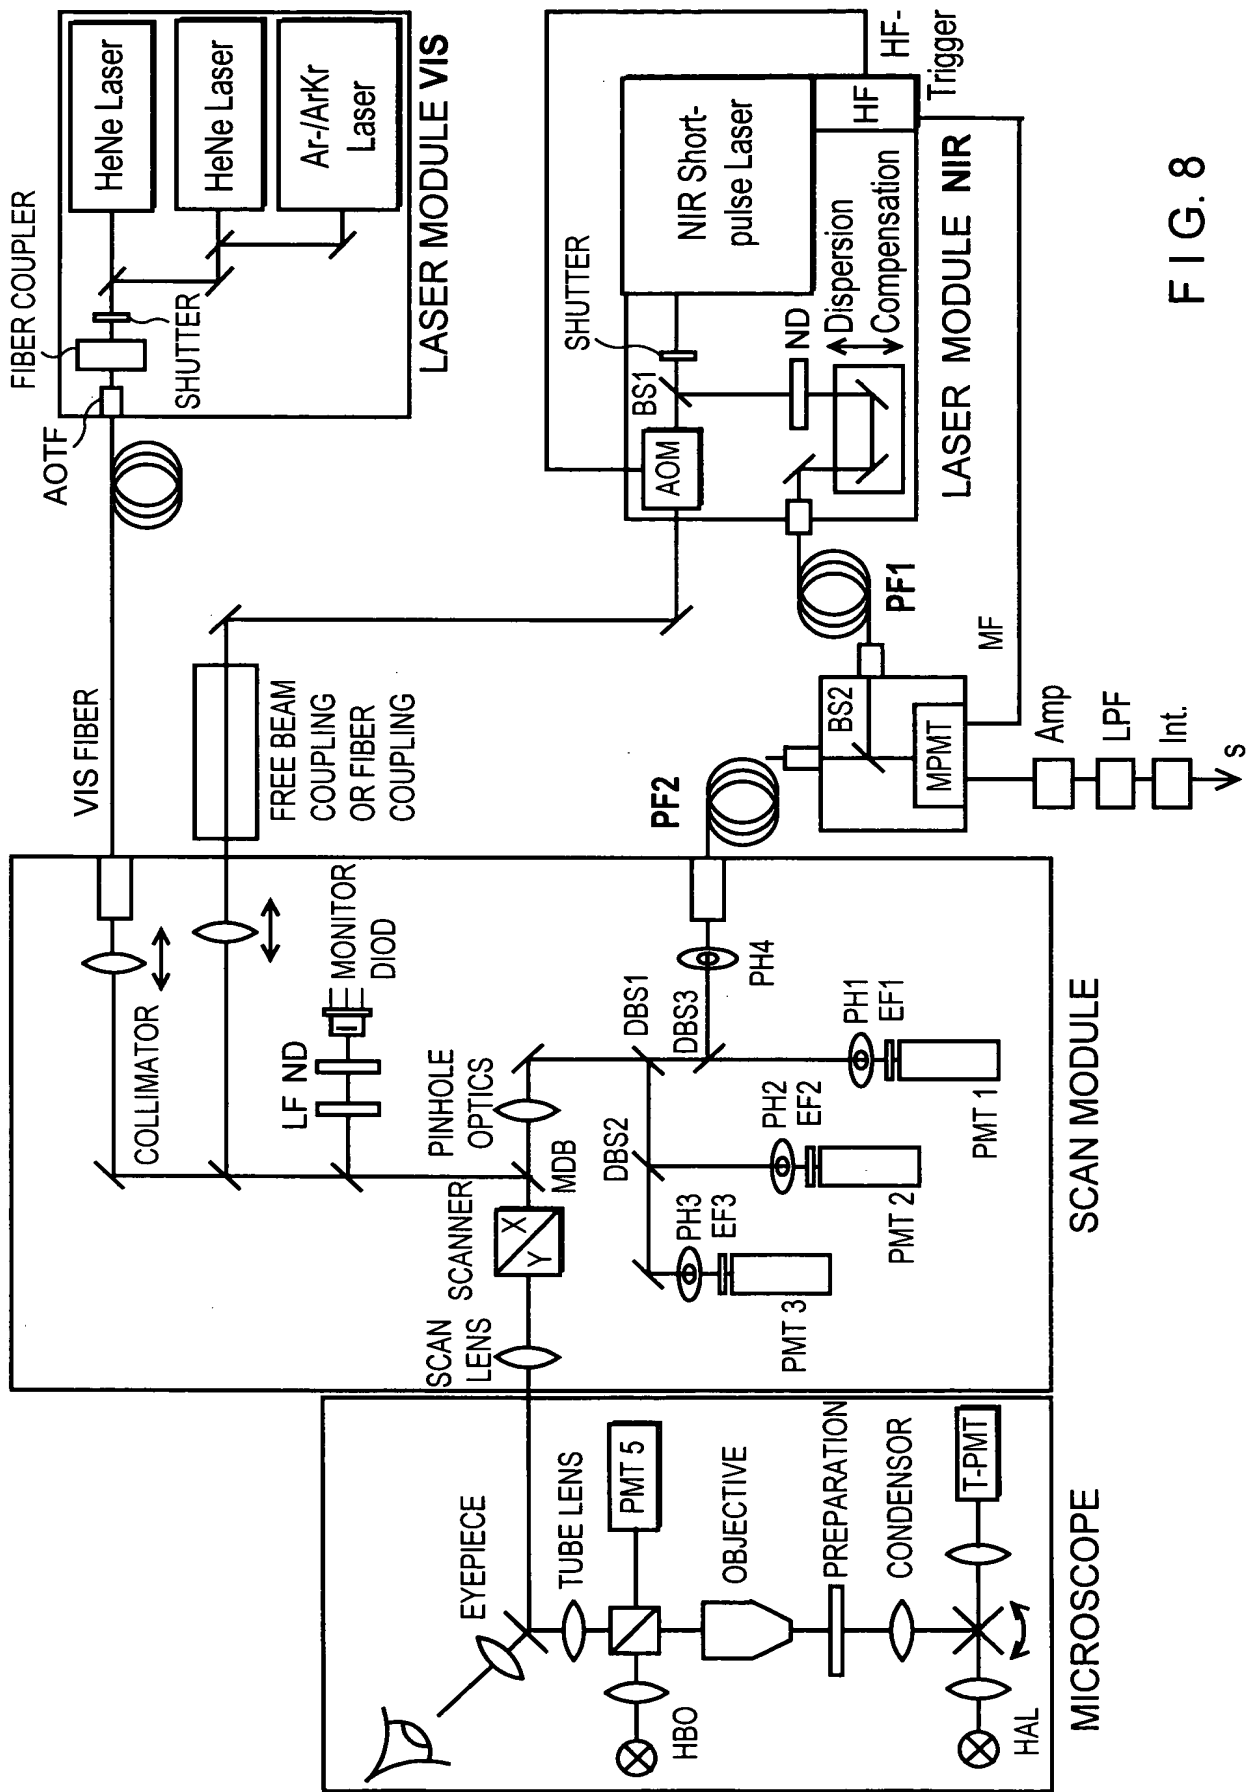 HeNe Laser
HeNe Laser
Ar-/ArKr
Laser
LASER MODULE VIS
FIBER COUPLER
SHUTTER
AOTF
VIS FIBER
FREE BEAM
COUPLING
OR FIBER
COUPLING
NIR Short-
pulse Laser
HF
HF-
Trigger
SHUTTER
BS1
AOM
ND
Dispersion
Compensation
LASER MODULE NIR
PF1
PF2
BS2
MPMT
MF
Amp
LPF
Int.
s
COLLIMATOR
MONITOR
DIOD
LF ND
PINHOLE
OPTICS
MDB
SCANNER
X
Y
SCAN
LENS
DBS1
DBS3
DBS2
PH4
PH1
EF1
PMT 1
PH2
EF2
PMT 2
PH3
EF3
PMT 3
SCAN MODULE
EYEPIECE
TUBE LENS
PMT 5
HBO
OBJECTIVE
PREPARATION
CONDENSOR
T-PMT
HAL
MICROSCOPE
FIG. 8